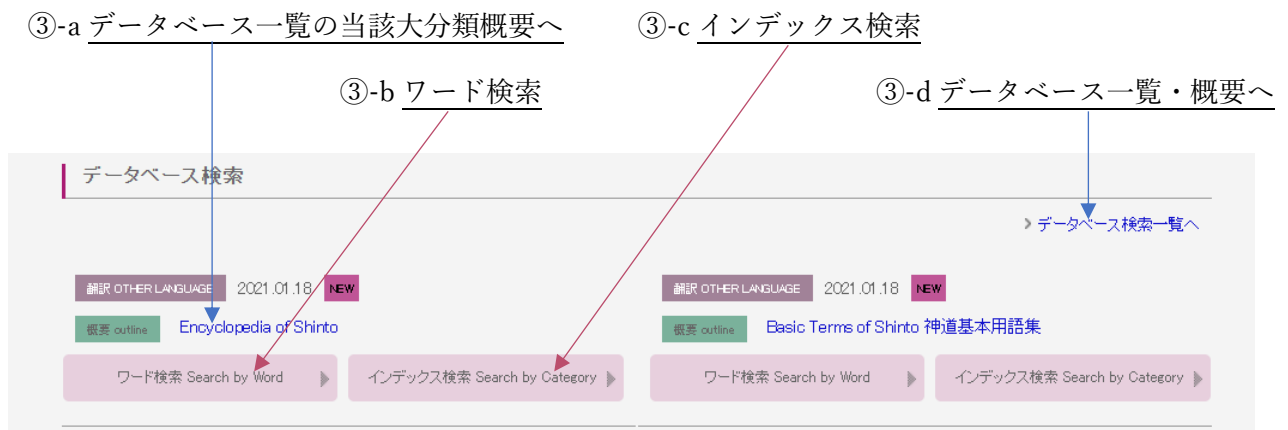 ③-a データベース一覧の当該大分類概要へ
③-c インデックス検索
③-b ワード検索
③-d データベース一覧・概要へ
データベース検索
データベース検索一覧へ
翻訳 OTHER LANGUAGE 2021.01.18 NEW
概要 outline Encyclopedia of Shinto
ワード検索 Search by Word
インデックス検索 Search by Category
翻訳 OTHER LANGUAGE 2021.01.18 NEW
概要 outline Basic Terms of Shinto 神道基本用語集
ワード検索 Search by Word
インデックス検索 Search by Category